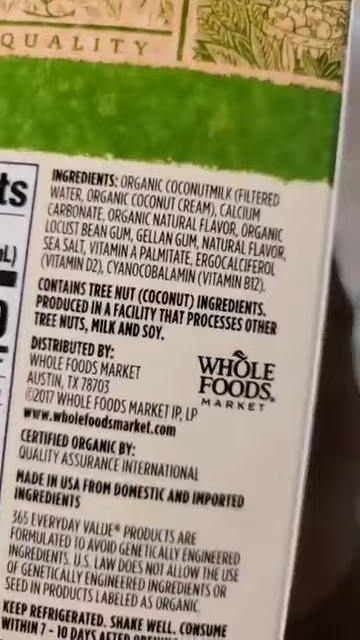 QUALITY
ts
mL)
INGREDIENTS: ORGANIC COCONUTMILK (FILTERED
WATER, ORGANIC COCONUT CREAM), CALCIUM
CARBONATE, ORGANIC NATURAL FLAVOR, ORGANIC
LOCUST BEAN GUM, GELLAN GUM, NATURAL FLAVOR,
SEA SALT, VITAMIN A PALMITATE, ERGOCALCIFEROL
(VITAMIN D2), CYANOCOBALAMIN (VITAMIN B12).
CONTAINS TREE NUT (COCONUT) INGREDIENTS.
PRODUCED IN A FACILITY THAT PROCESSES OTHER
TREE NUTS, MILK AND SOY.
DISTRIBUTED BY:
WHOLE FOODS MARKET
AUSTIN, TX 78703
©2017 WHOLE FOODS MARKET IP, LP
www.wholefoodsmarket.com
WHOLE
FOODS®
MARKET
CERTIFIED ORGANIC BY:
QUALITY ASSURANCE INTERNATIONAL
MADE IN USA FROM DOMESTIC AND IMPORTED
INGREDIENTS
365 EVERYDAY VALUE® PRODUCTS ARE
FORMULATED TO AVOID GENETICALLY ENGINEERED
INGREDIENTS. U.S. LAW DOES NOT ALLOW THE USE
OF GENETICALLY ENGINEERED INGREDIENTS OR
SEED IN PRODUCTS LABELED AS ORGANIC.
KEEP REFRIGERATED. SHAKE WELL. CONSUME
WITHIN 7 - 10 DAYS AFTER